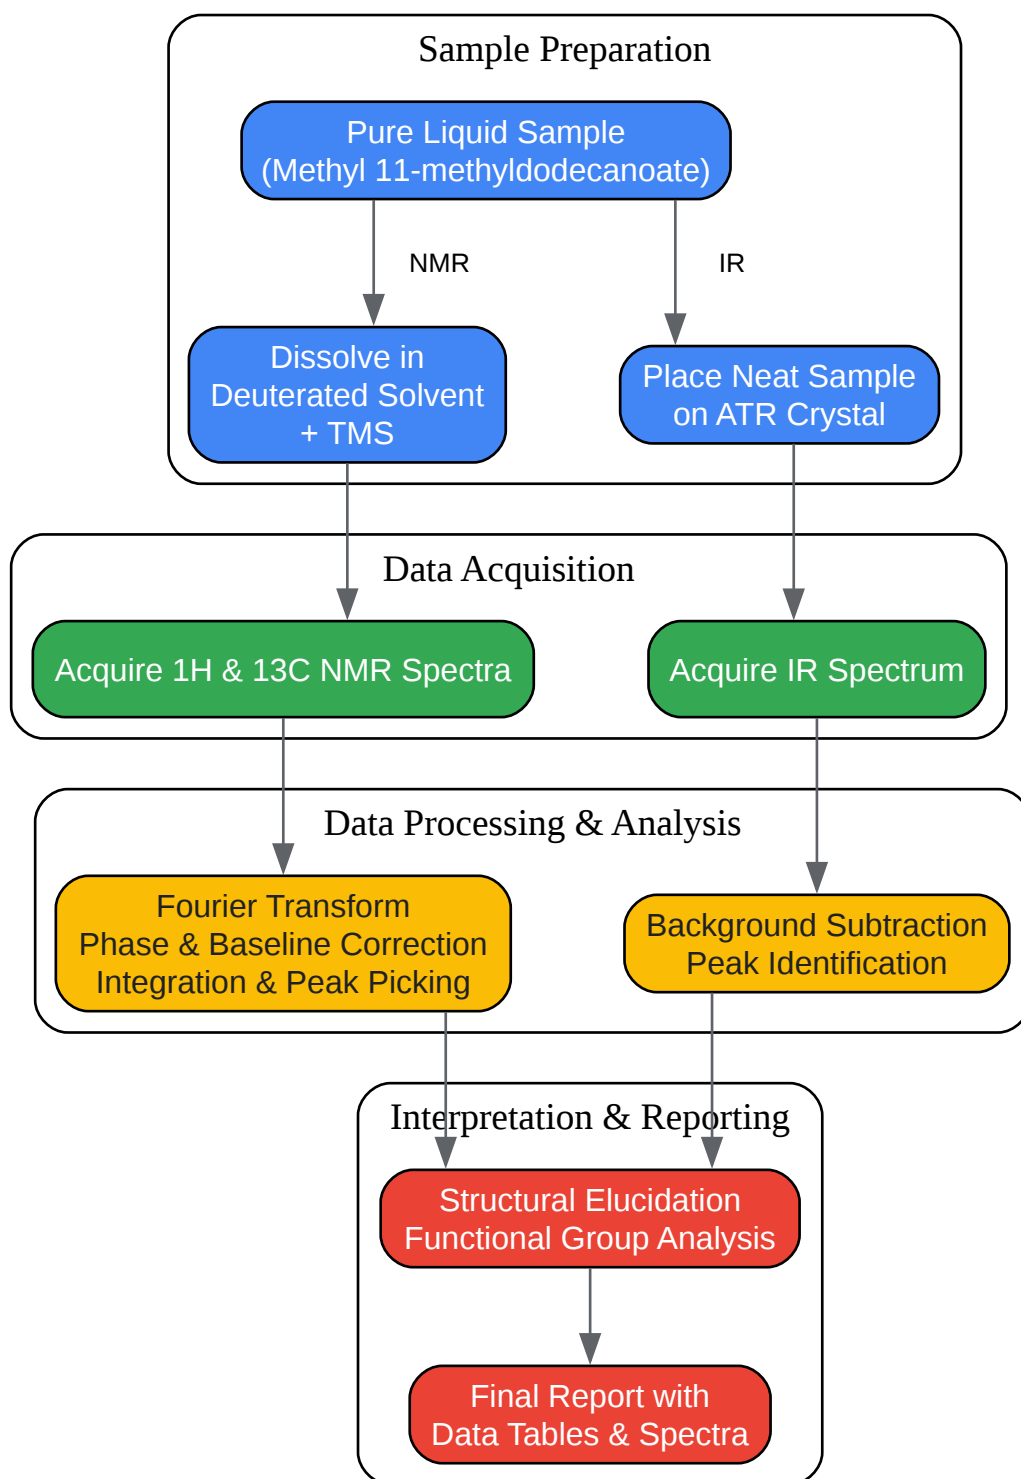 Sample Preparation
Pure Liquid Sample
(Methyl 11-methyldodecanoate)
NMR
IR
Dissolve in
Deuterated Solvent
+ TMS
Place Neat Sample
on ATR Crystal
Data Acquisition
Acquire 1H & 13C NMR Spectra
Acquire IR Spectrum
Data Processing & Analysis
Fourier Transform
Phase & Baseline Correction
Integration & Peak Picking
Background Subtraction
Peak Identification
Interpretation & Reporting
Structural Elucidation
Functional Group Analysis
Final Report with
Data Tables & Spectra